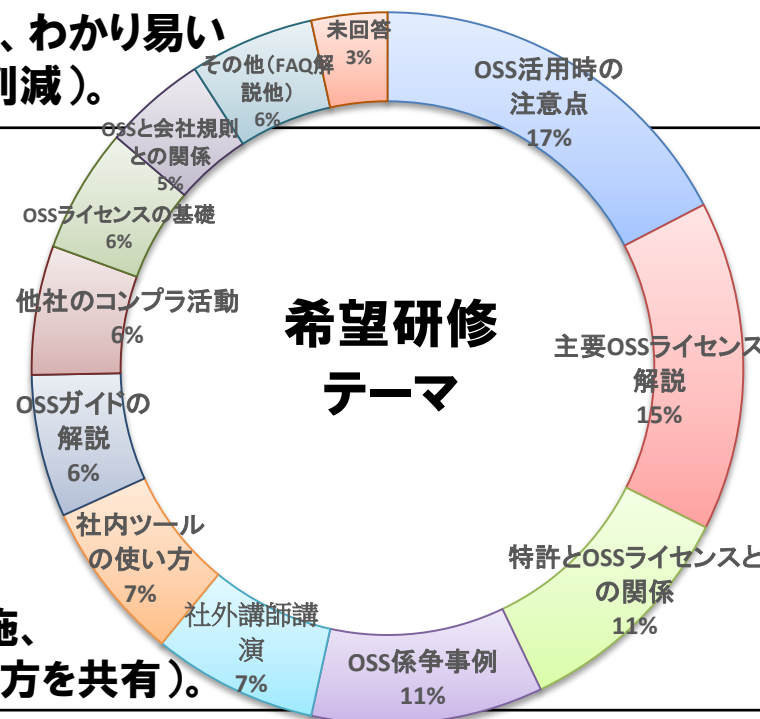 、わかり易い
削減）。
未回答
3%
その他（FAQ解
説他）
6%
OSS活用時の
注意点
17%
OSSと会社規則
との関係
5%
OSSライセンスの基礎
6%
他社のコンプラ活動
6%
希望研修
テーマ
主要OSSライセンス
解説
15%
OSSガイドの
解説
6%
社内ツール
の使い方
7%
特許とOSSライセンスと
の関係
11%
社外講師講
演
7%
OSS係争事例
11%
施、
方を共有）。